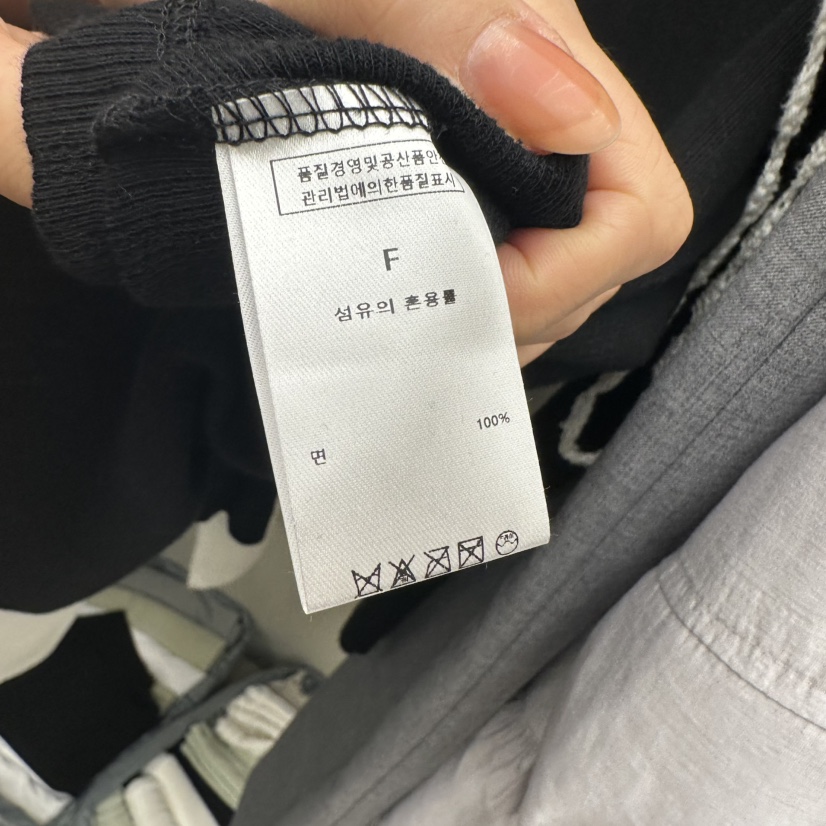 품질경영및공산품안
관리법에의한품질표시
F
섬유의 혼용률
100%
면